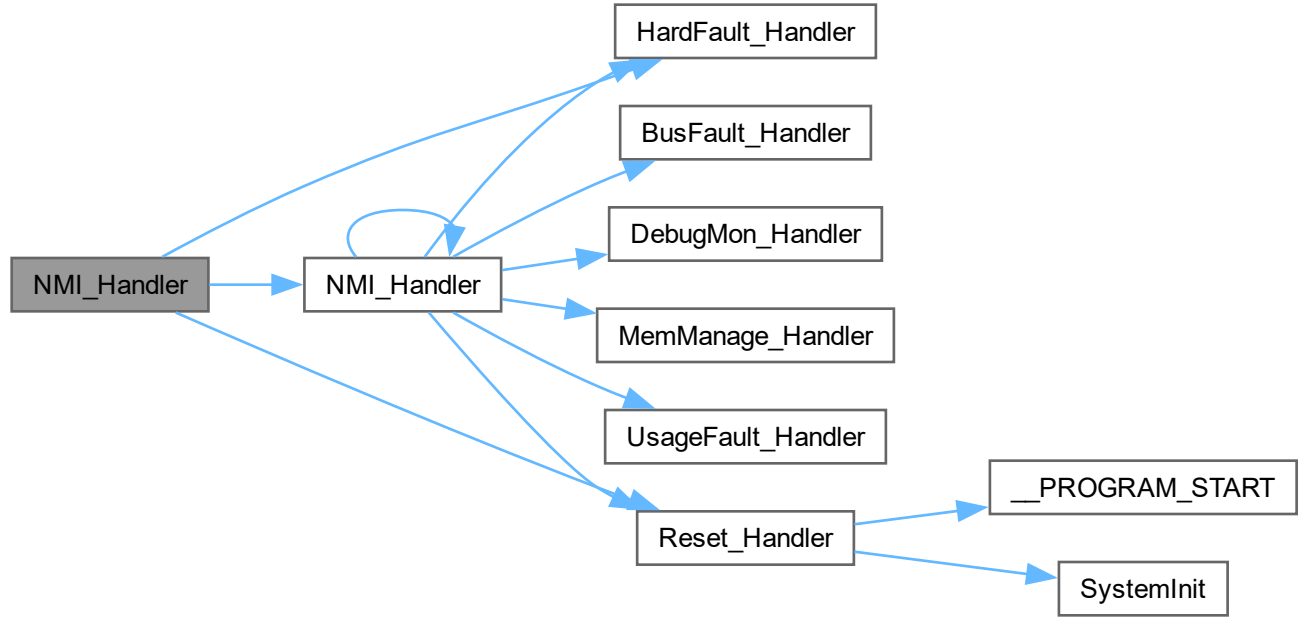 HardFault_Handler
BusFault_Handler
DebugMon_Handler
NMI_Handler
NMI_Handler
MemManage_Handler
UsageFault_Handler
__PROGRAM_START
Reset_Handler
SystemInit